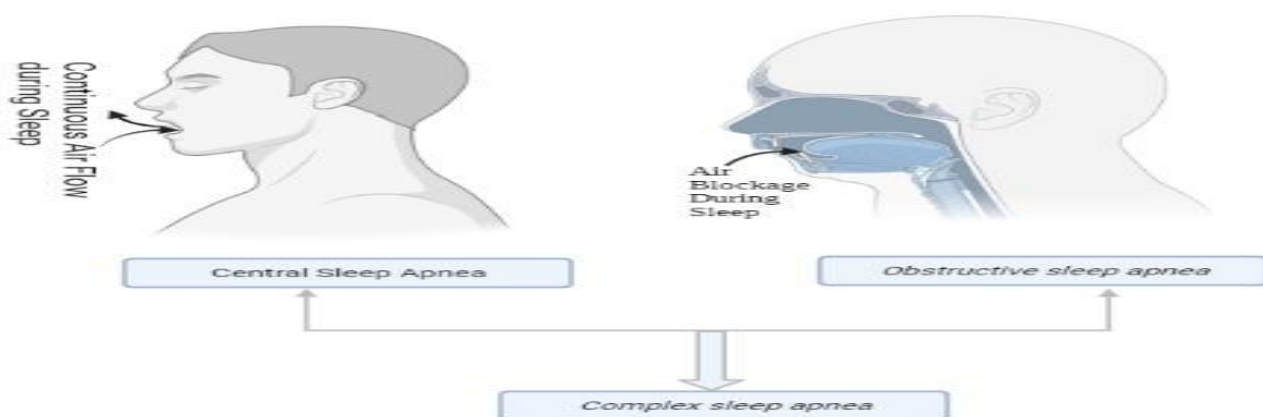 Continuous Air Flow
during Sleep
Air
Blockage
During
Sleep
Central Sleep Apnea
Obstructive sleep apnea
Complex sleep apnea